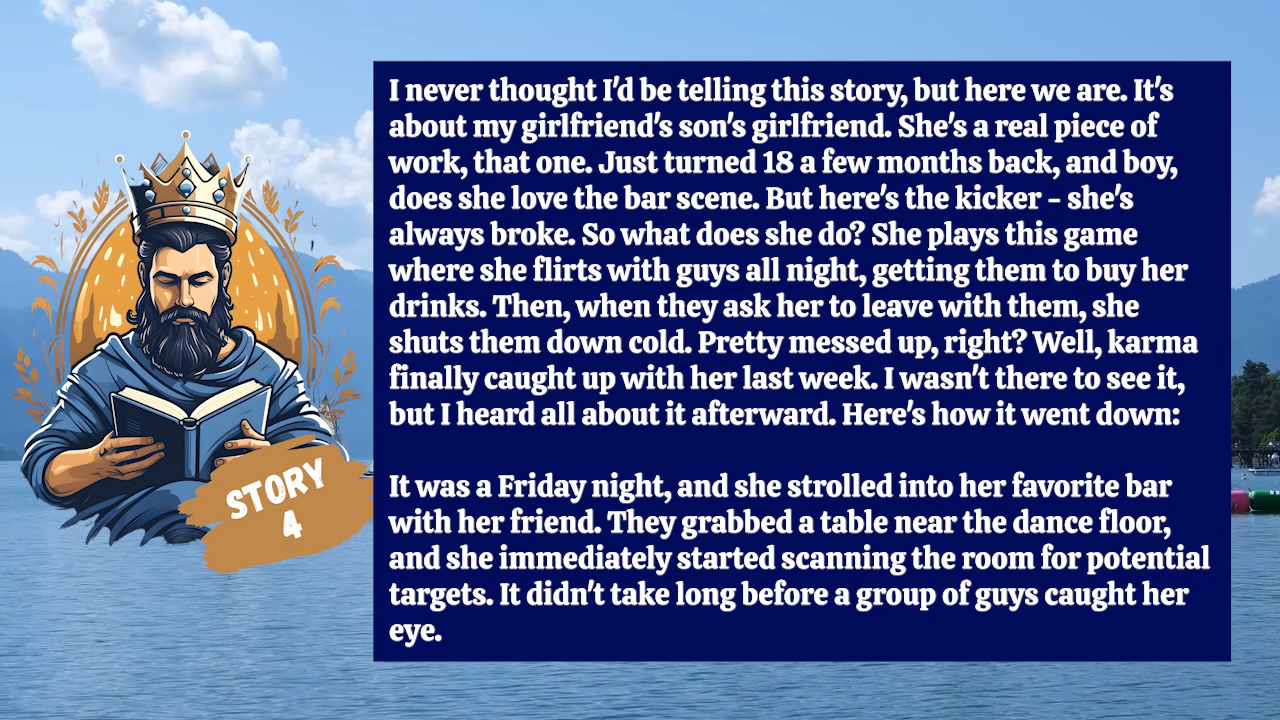 I never thought I'd be telling this story, but here we are. It's
about my girlfriend's son's girlfriend. She's a real piece of
work, that one. Just turned 18 a few months back, and boy,
does she love the bar scene. But here's the kicker - she's
always broke. So what does she do? She plays this game
where she flirts with guys all night, getting them to buy her
drinks. Then, when they ask her to leave with them, she
shuts them down cold. Pretty messed up, right? Well, karma
finally caught up with her last week. I wasn't there to see it,
but I heard all about it afterward. Here's how it went down:
It was a Friday night, and she strolled into her favorite bar
with her friend. They grabbed a table near the dance floor,
and she immediately started scanning the room for potential
targets. It didn't take long before a group of guys caught her
eye.
STORY
4